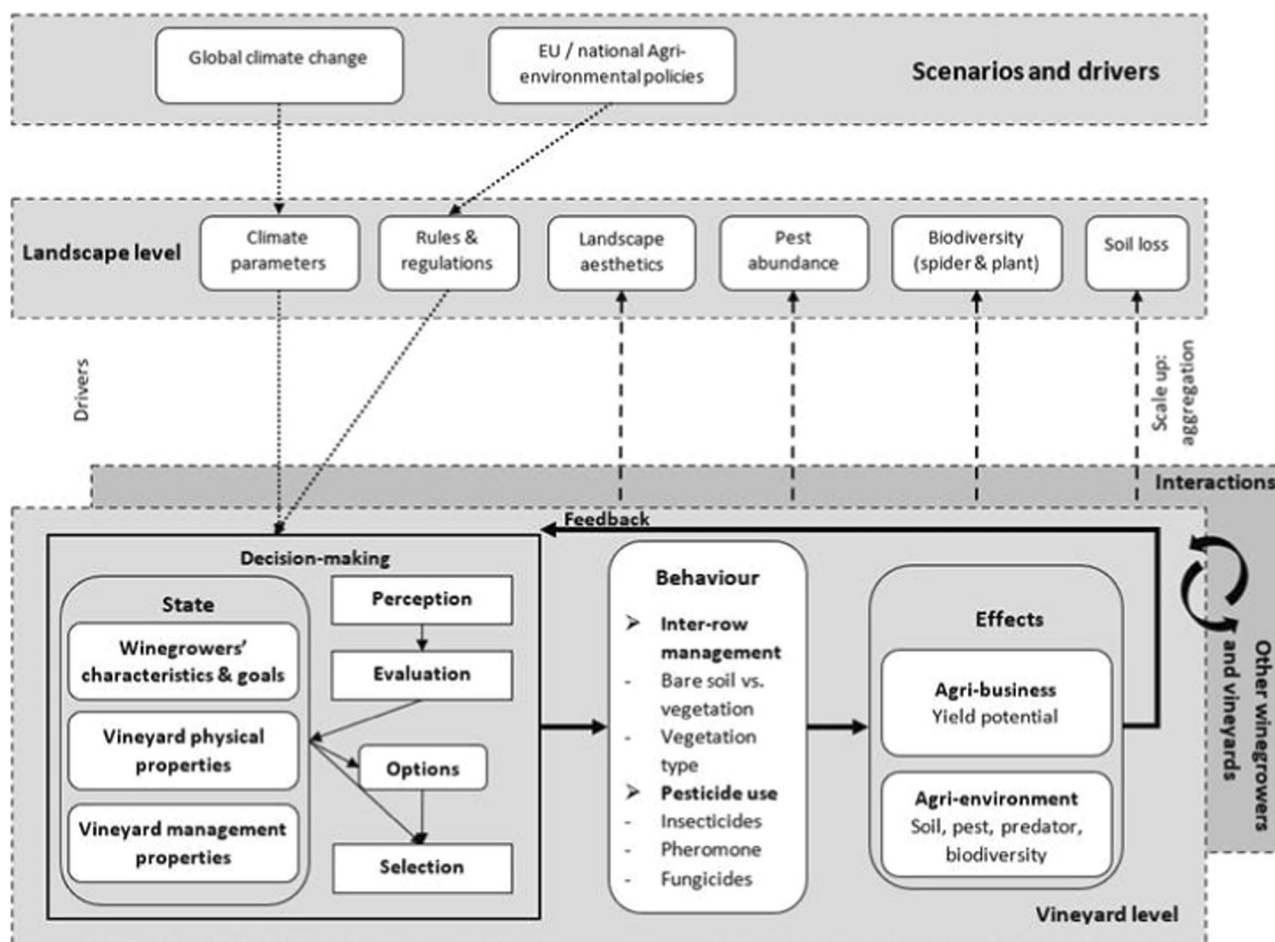 Global climate change
EU / national Agri-
environmental policies
Scenarios and drivers
Landscape level
Climate
parameters
Rules &
regulations
Landscape
aesthetics
Pest
abundance
Biodiversity
(spider & plant)
Soil loss
Drivers
Scale up:
aggregation
Interactions
Feedback
Decision-making
State
Winegrowers'
characteristics & goals
Vineyard physical
properties
Vineyard management
properties
Perception
Evaluation
Options
Selection
Behaviour
➢ Inter-row
management
- Bare soil vs.
vegetation
- Vegetation
type
➢ Pesticide use
- Insecticides
- Pheromone
- Fungicides
Effects
Agri-business
Yield potential
Agri-environment
Soil, pest, predator,
biodiversity
Other winegrowers
and vineyards
Vineyard level